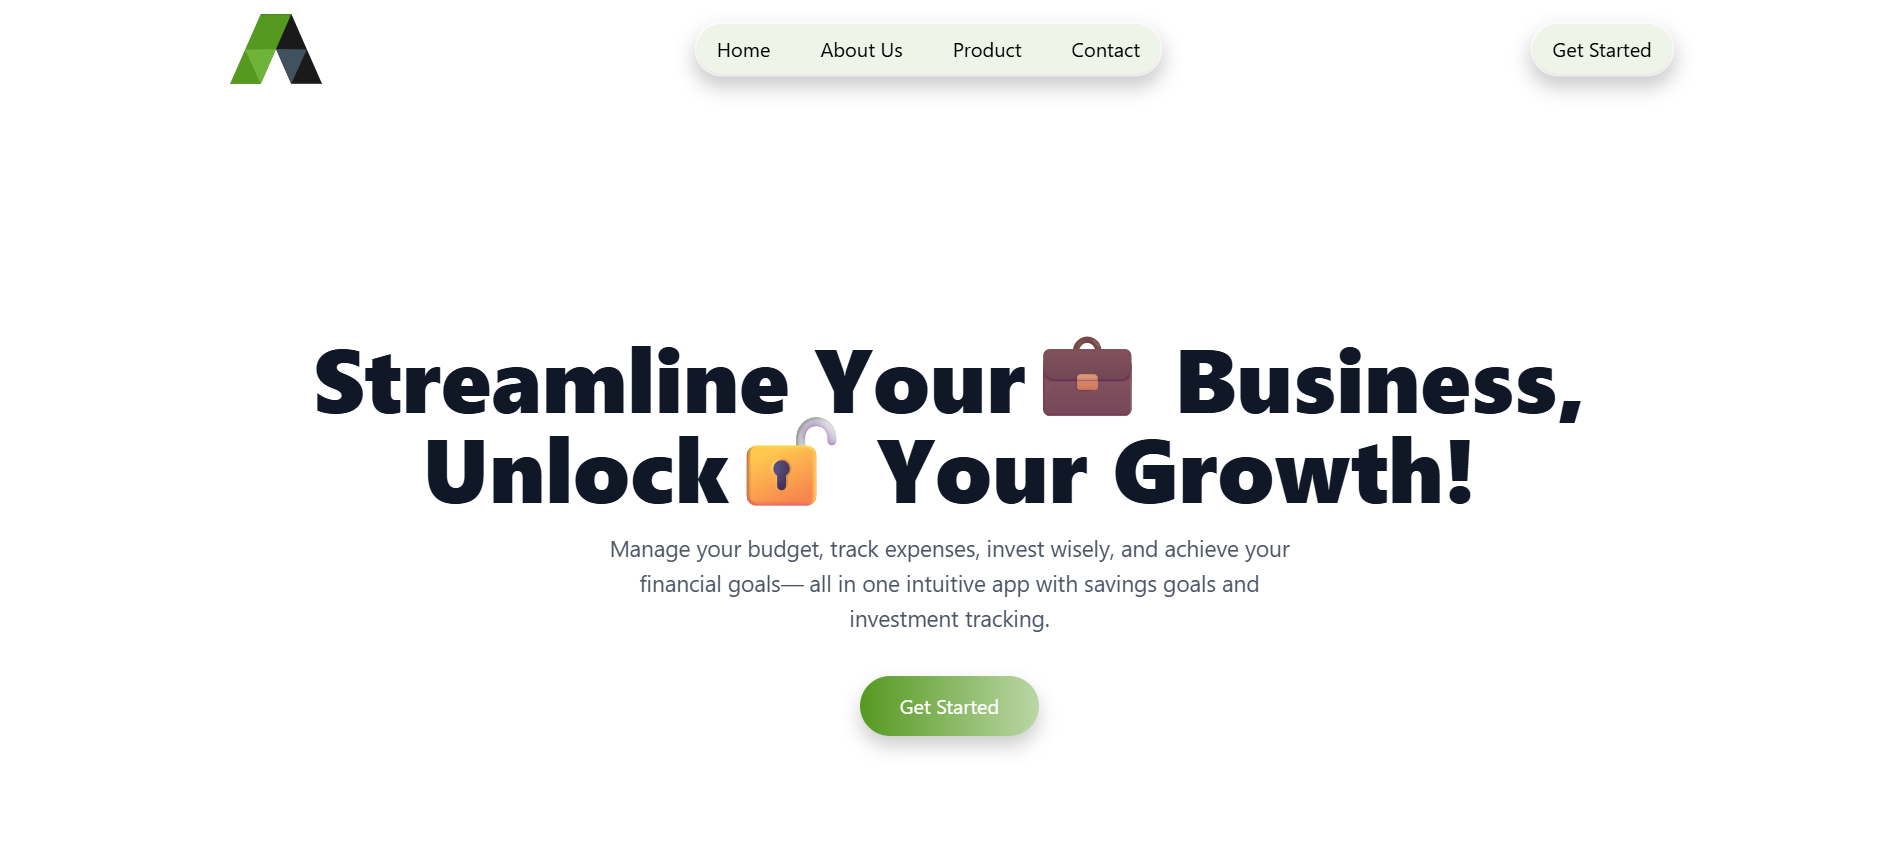 Home About Us Product Contact Get Started
Streamline Your Business,
Unlock Your Growth!
Manage your budget, track expenses, invest wisely, and achieve your
financial goals— all in one intuitive app with savings goals and
investment tracking.
Get Started